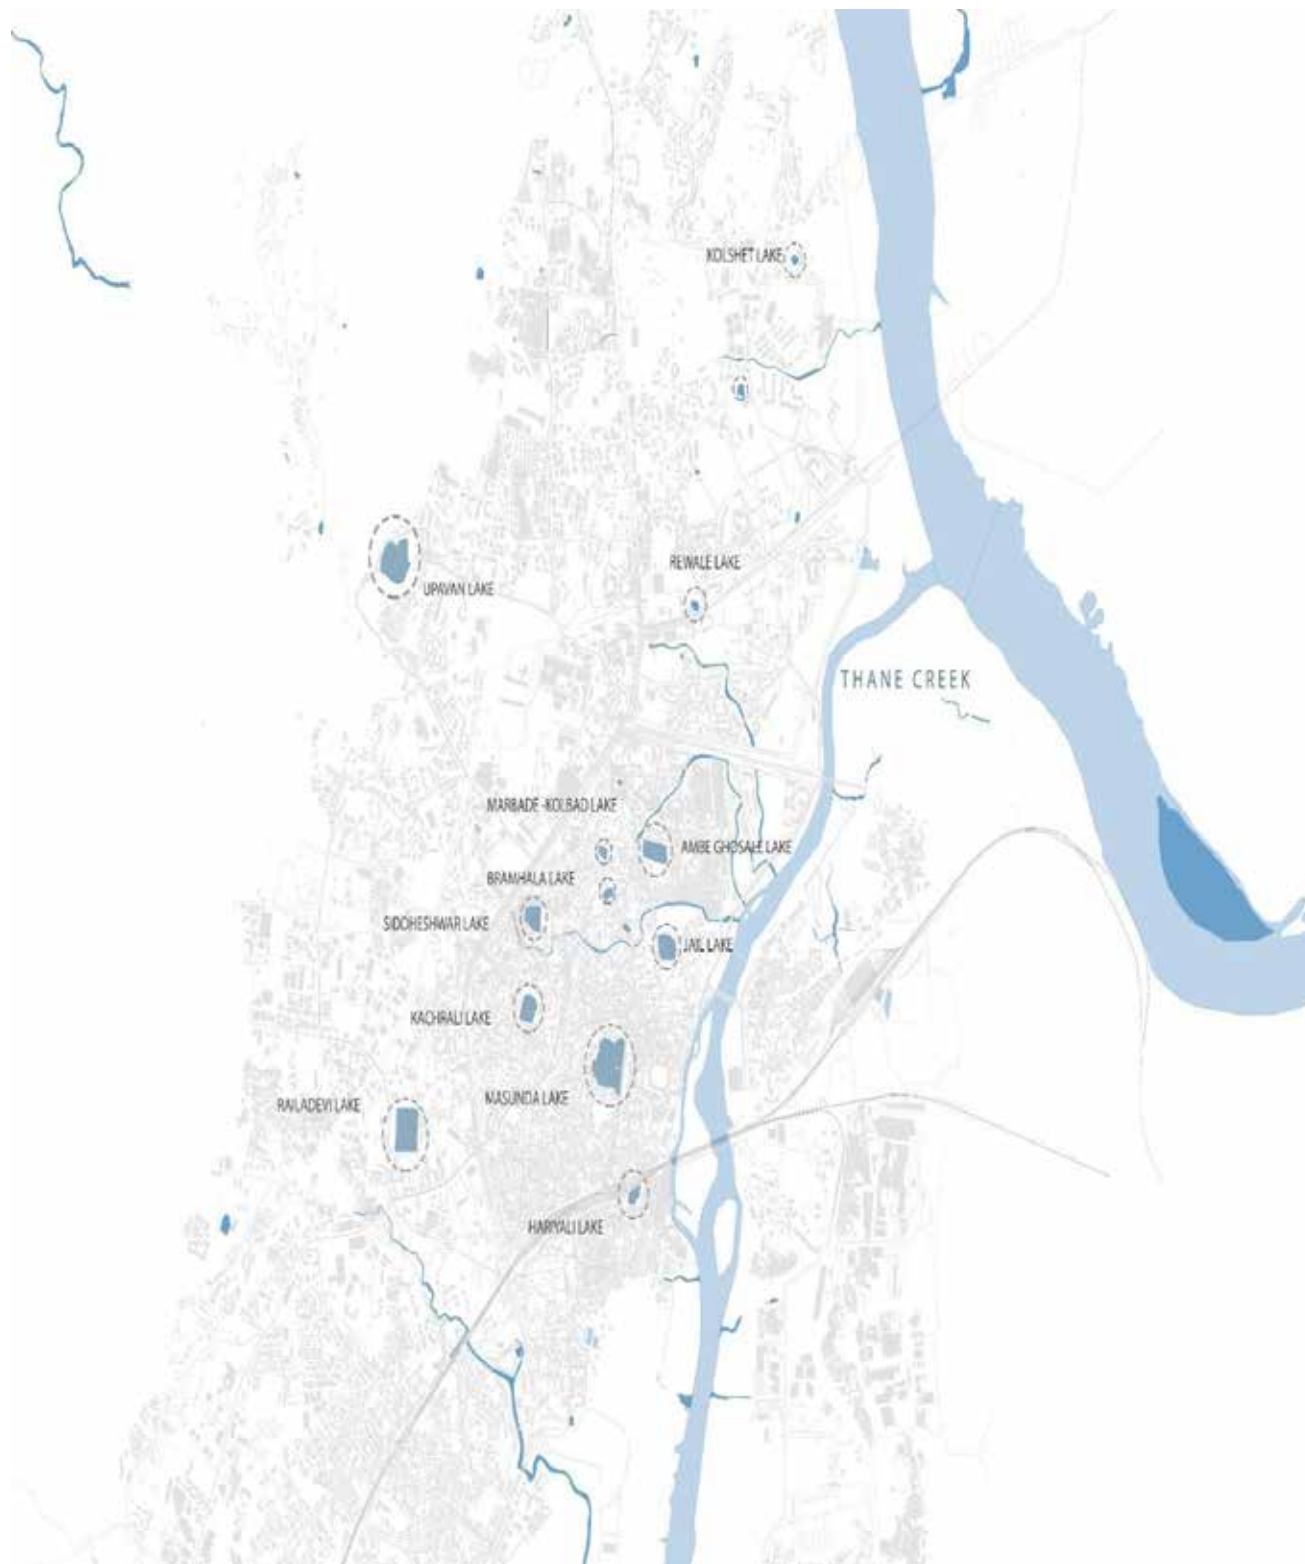 KOLSHET LAKE
REWALE LAKE
UPAVAN LAKE
THANE CREEK
MARBADE -KOLBAD LAKE
AMBE GHOSALE LAKE
BRAMHALA LAKE
SIDDHESHWAR LAKE
JAIL LAKE
KACHRALI LAKE
MASUNDA LAKE
RAILADEVI LAKE
HARIYALI LAKE